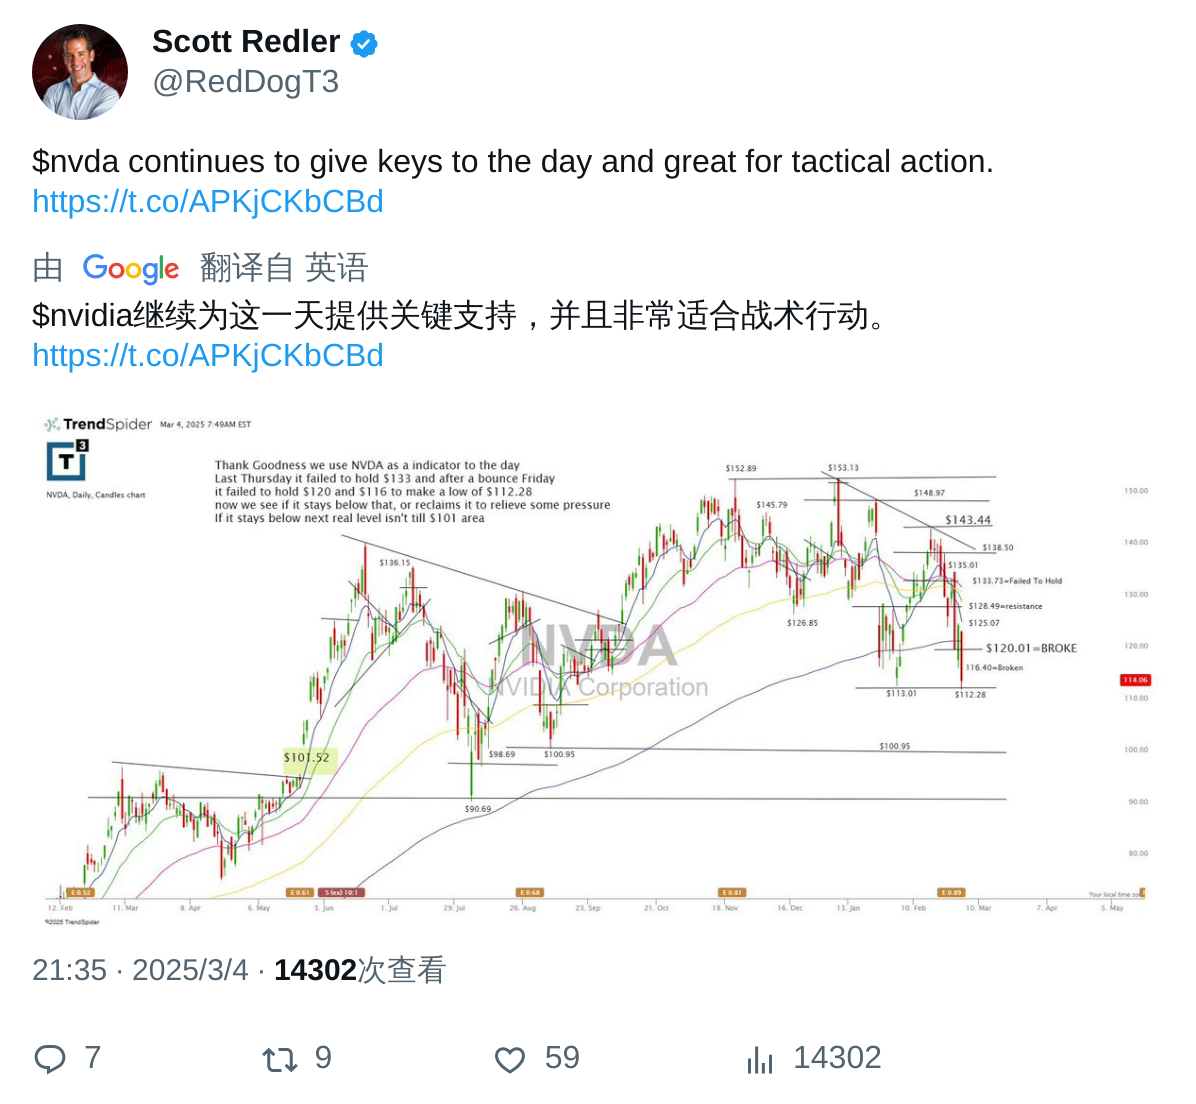 Scott Redler
@RedDogT3
$nvda continues to give keys to the day and great for tactical action.
https://t.co/APKjCKbCBd
由 Google 翻译自 英语
$nvidia继续为这一天提供关键支持，并且非常适合战术行动。
https://t.co/APKjCKbCBd
TrendSpider Mar 4, 2025 7:49AM EST
T3
NVDA, Daily, Candles chart
Thank Goodness we use NVDA as a indicator to the day
Last Thursday it failed to hold $133 and after a bounce Friday
it failed to hold $120 and $116 to make a low of $112.28
now we see if it stays below that, or reclaims it to relieve some pressure
If it stays below next real level isn't till $101 area
$152.89
$153.13
$148.97
$145.79
$143.44
$138.50
$136.15
$135.01
$133.73=Failed To Hold
$128.49=resistance
$126.85
$125.07
$120.01=BROKE
116.40=Broken
$113.01
$112.28
$101.52
$98.69
$100.95
$100.95
$90.69
NVDA
NVIDIA Corporation
150.00
140.00
130.00
120.00
114.06
110.00
100.00
90.00
80.00
E 0.52
E 0.61
S (ex) 10:1
E 0.68
E 0.81
E 0.89
Your local time zo
12. Feb
11. Mar
8. Apr
6. May
3. Jun
1. Jul
29. Jul
26. Aug
23. Sep
21. Oct
18. Nov
16. Dec
13. Jan
10. Feb
10. Mar
7. Apr
5. May
©2025 TrendSpider
21:35 · 2025/3/4 · 14302次查看
7 9 59 14302